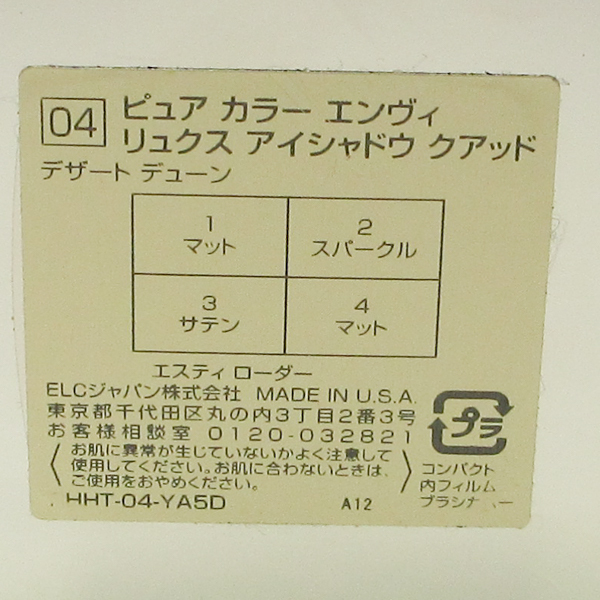 04 ピュア カラー エンヴィ
リュクス アイシャドウ クアッド
デザート デューン
1
マット
2
スパークル
3
サテン
4
マット
エスティ ローダー
ELCジャパン株式会社 MADE IN U.S.A.
東京都千代田区丸の内3丁目2番3号
お客様相談室 0120-032821
お肌に異常が生じていないかよく注意して
使用してください。お肌に合わないときは、
ご使用をおやめください。
HHT-04-YA5D A12
プラ
コンパクト
内フィルム